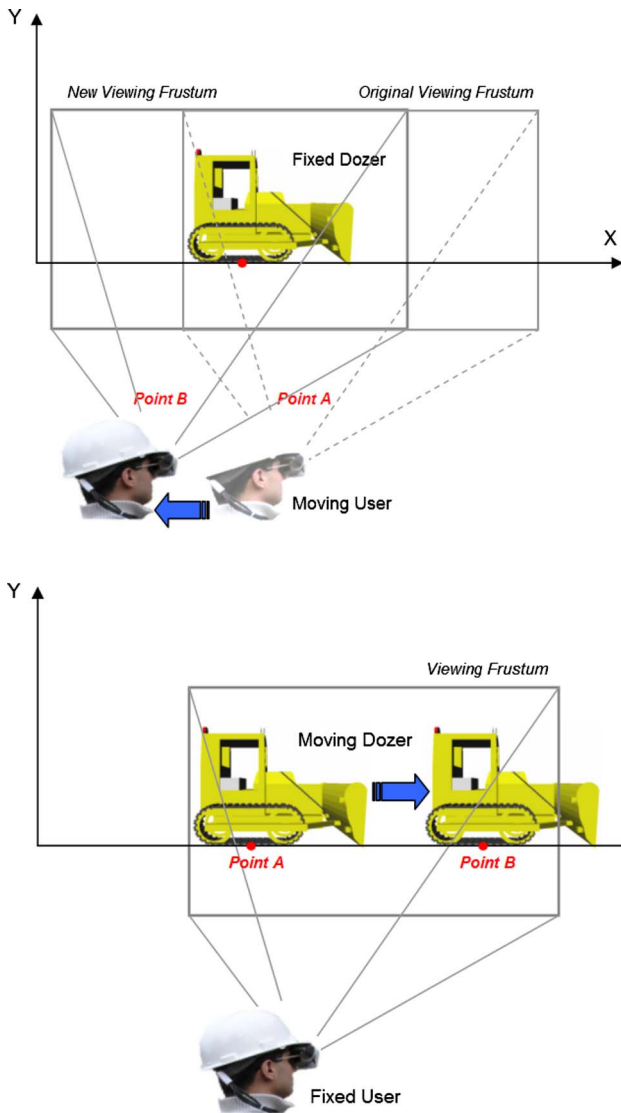 Y
New Viewing Frustum
Original Viewing Frustum
Fixed Dozer
X
Point B
Point A
Moving User
Y
Viewing Frustum
Moving Dozer
Point A
Point B
Fixed User